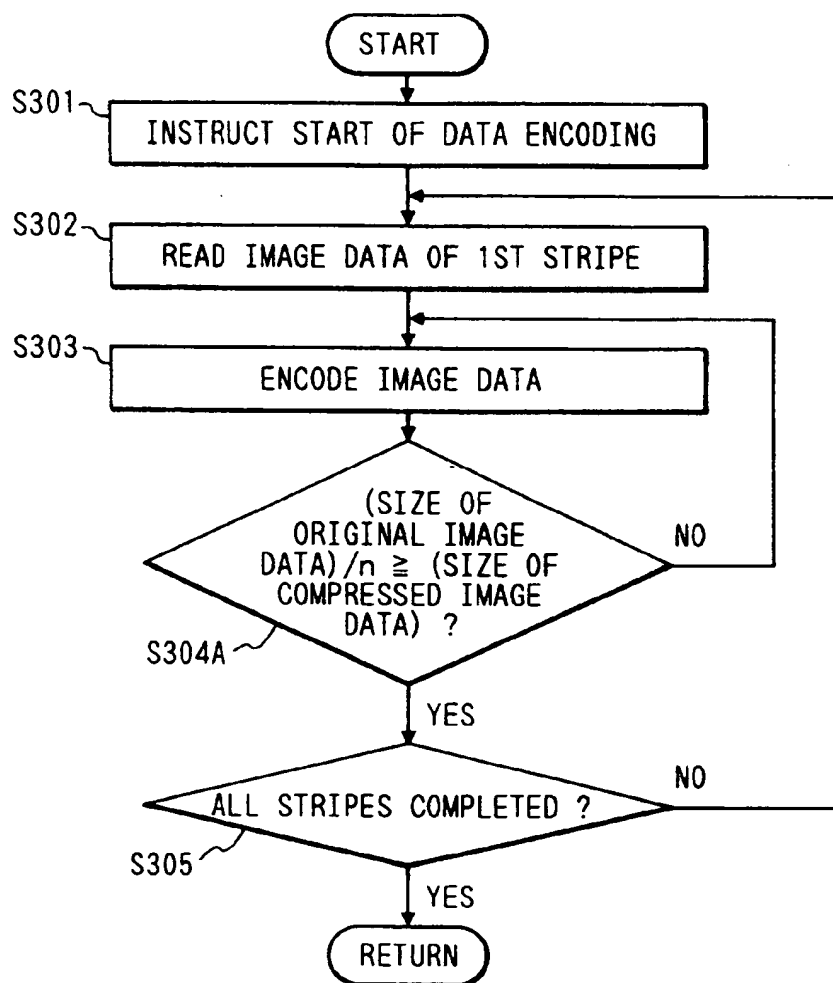 START
S301
INSTRUCT START OF DATA ENCODING
S302
READ IMAGE DATA OF 1ST STRIPE
S303
ENCODE IMAGE DATA
(SIZE OF
ORIGINAL IMAGE
DATA)/n ≧ (SIZE OF
COMPRESSED IMAGE
DATA) ?
NO
S304A
YES
ALL STRIPES COMPLETED ?
NO
S305
YES
RETURN